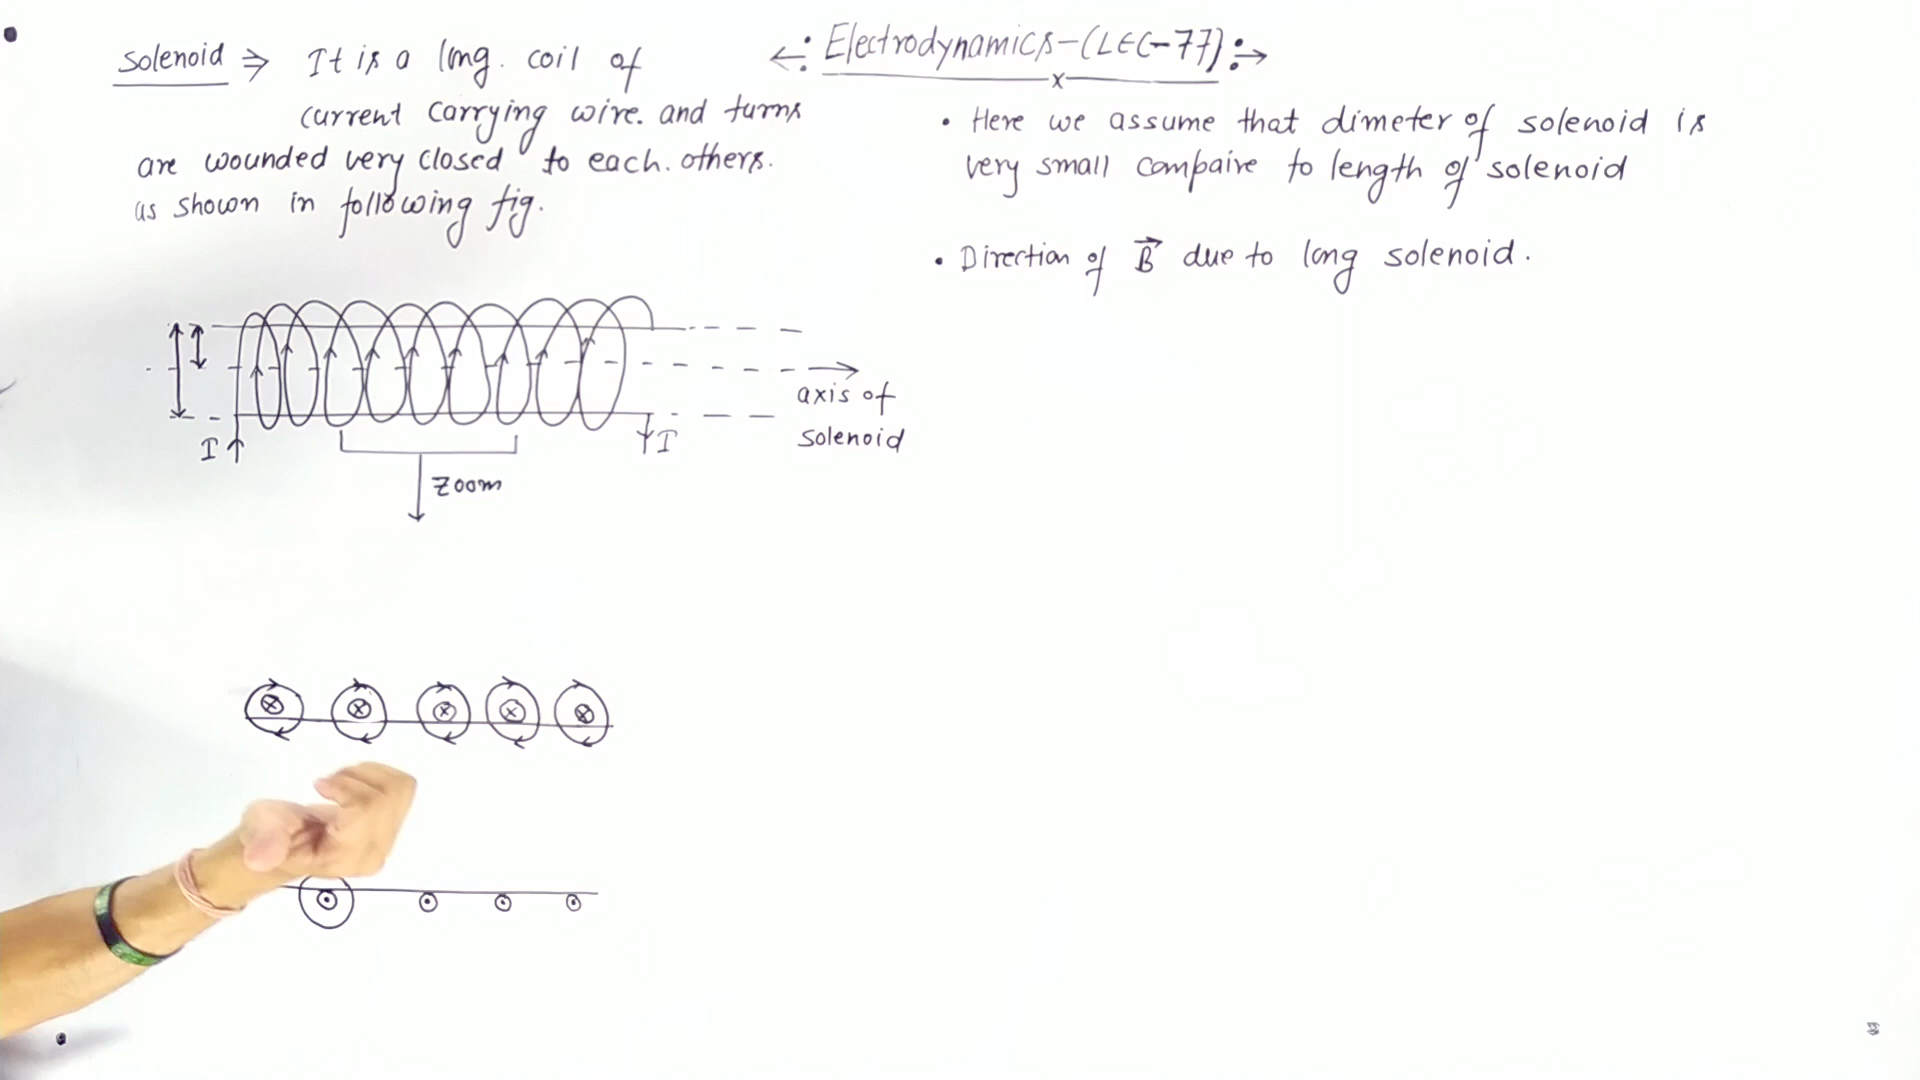 Electrodynamics-(LEC-77)
Solenoid ⇒ It is a long. coil of
current carrying wire. and turns
are wounded very closed to each. others.
as shown in following fig.
I
I
Zoom
axis of
solenoid
• Here we assume that dimeter of solenoid is
very small compaire to length of solenoid
• Direction of B⃗ due to long solenoid.